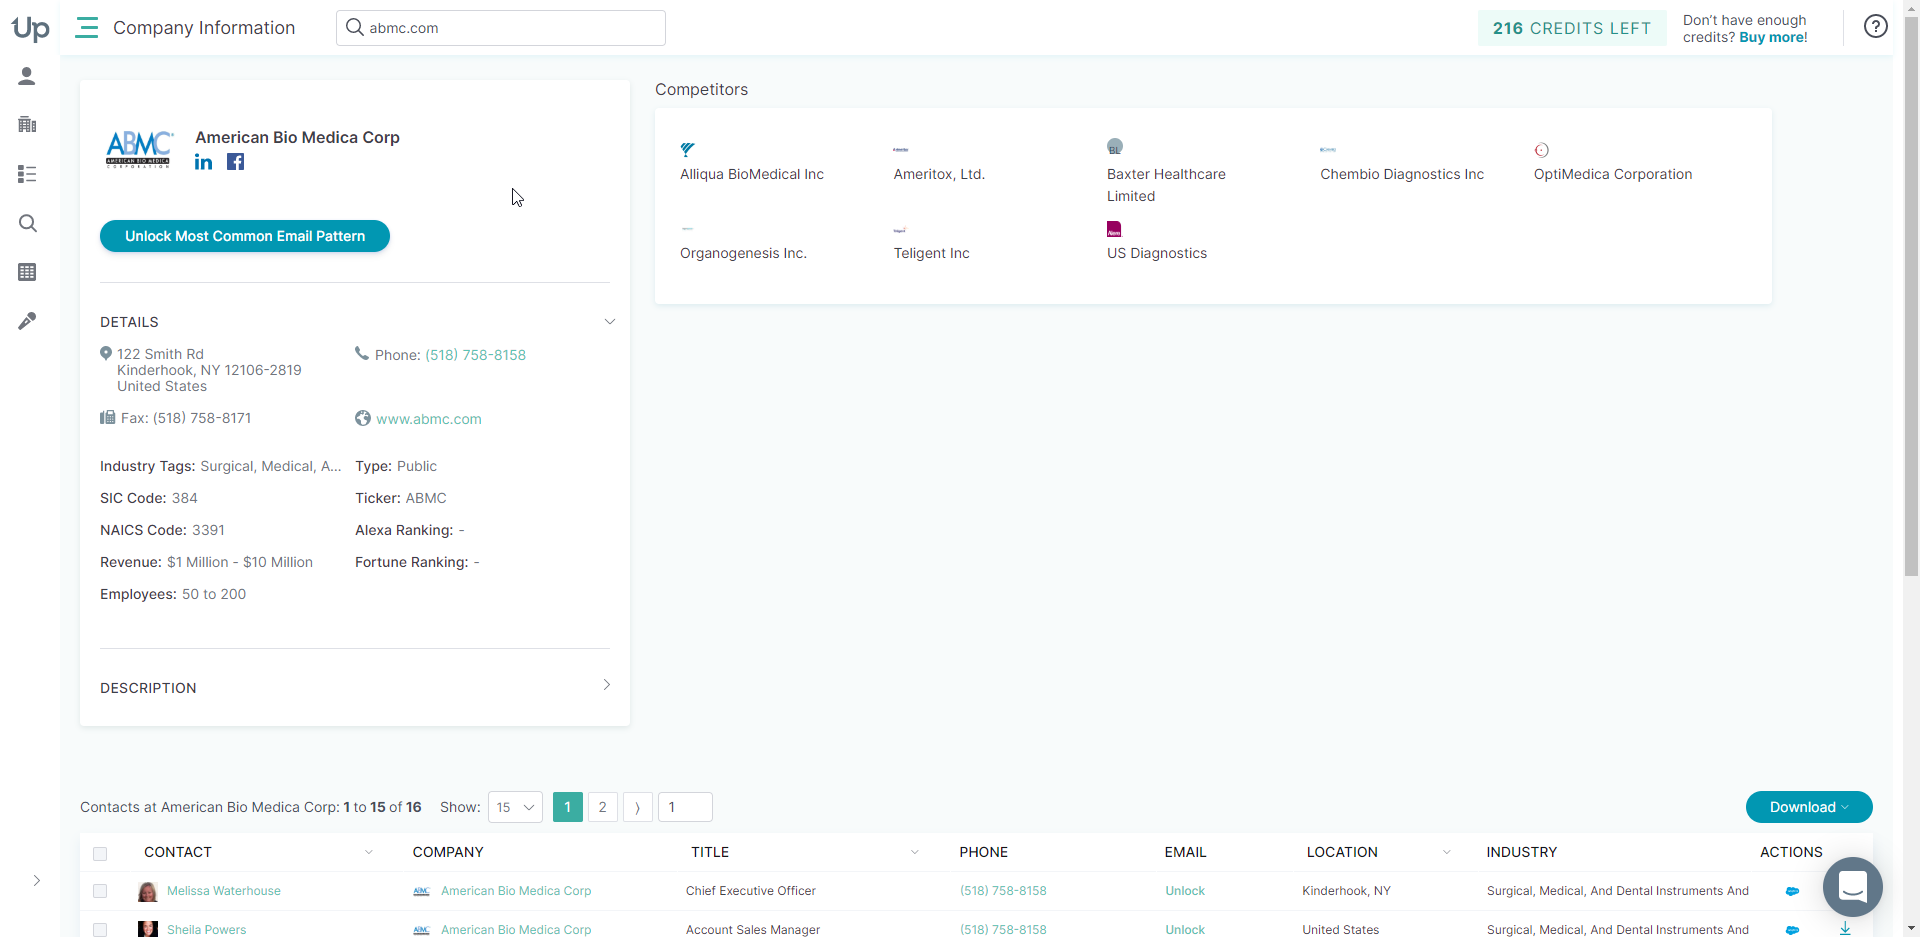 Up
Company Information
abmc.com
216 CREDITS LEFT
Don't have enough
credits? Buy more!
ABMC
AMERICAN BIO MEDICA
CORPORATION
American Bio Medica Corp
Unlock Most Common Email Pattern
DETAILS
122 Smith Rd
Kinderhook, NY 12106-2819
United States
Phone: (518) 758-8158
Fax: (518) 758-8171
www.abmc.com
Industry Tags: Surgical, Medical, A...
Type: Public
SIC Code: 384
Ticker: ABMC
NAICS Code: 3391
Alexa Ranking: -
Revenue: $1 Million - $10 Million
Fortune Ranking: -
Employees: 50 to 200
DESCRIPTION
Competitors
Alliqua BioMedical Inc
Ameritox, Ltd.
BL
Baxter Healthcare
Limited
Chembio Diagnostics Inc
OptiMedica Corporation
Organogenesis Inc.
Teligent Inc
US Diagnostics
Contacts at American Bio Medica Corp: 1 to 15 of 16
Show: 15
1 2 ⟩ 1
Download
CONTACT COMPANY TITLE PHONE EMAIL LOCATION INDUSTRY ACTIONS
Melissa Waterhouse ABMC American Bio Medica Corp Chief Executive Officer (518) 758-8158 Unlock Kinderhook, NY Surgical, Medical, And Dental Instruments And
Sheila Powers ABMC American Bio Medica Corp Account Sales Manager (518) 758-8158 Unlock United States Surgical, Medical, And Dental Instruments And